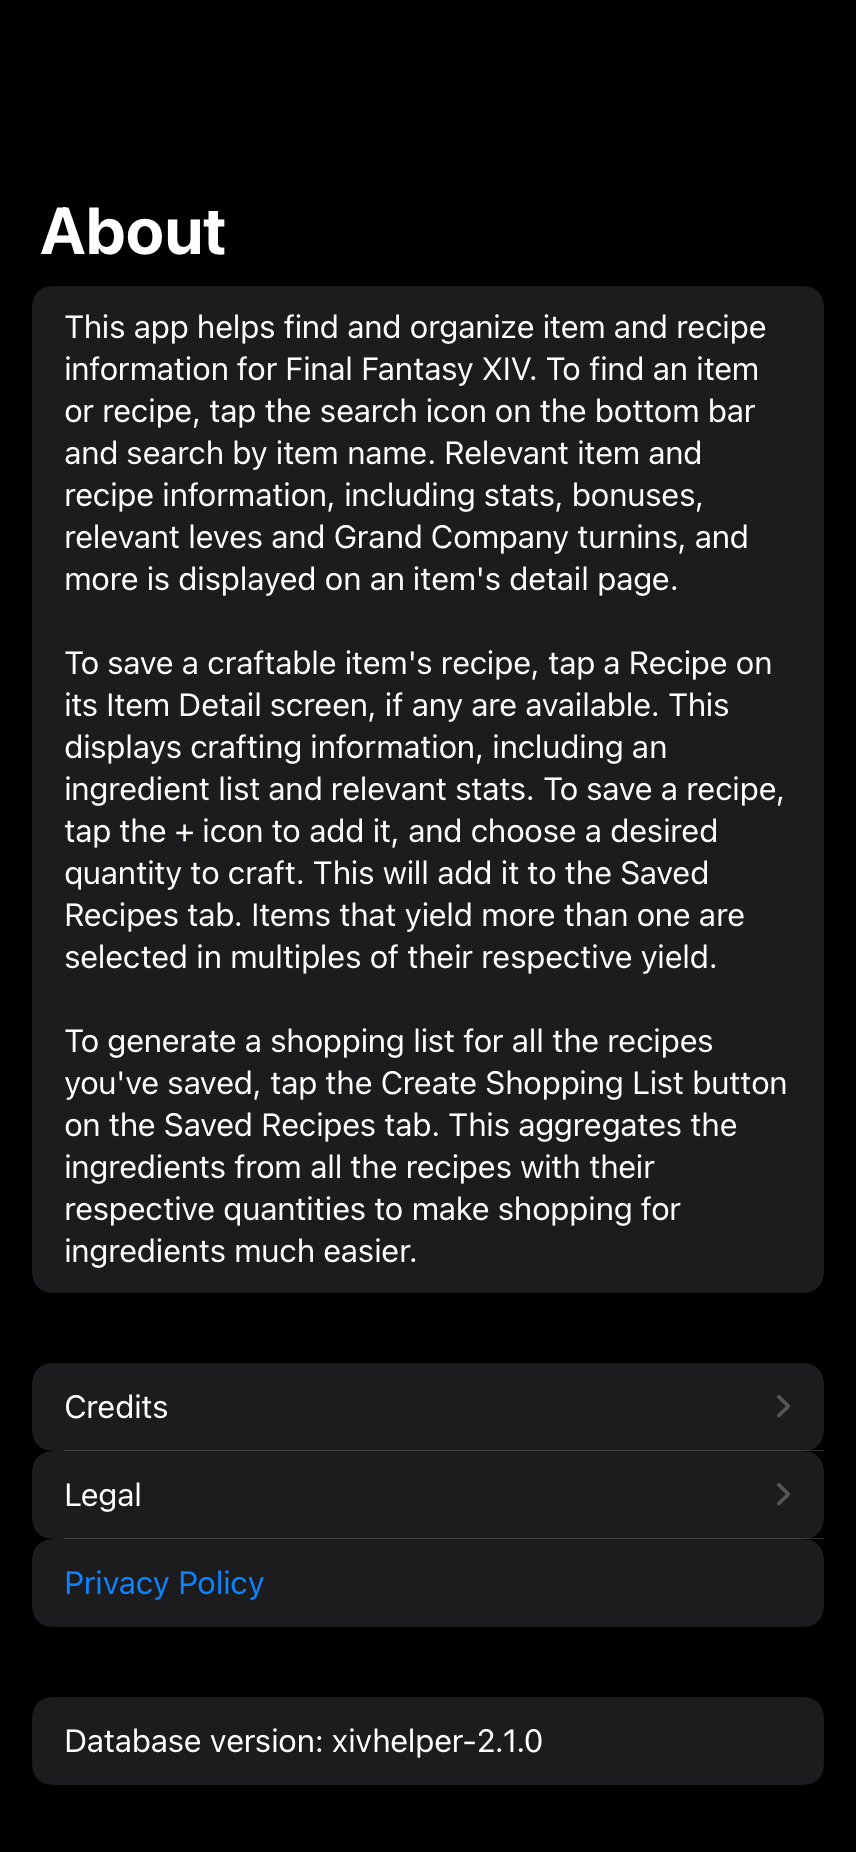 About
This app helps find and organize item and recipe
information for Final Fantasy XIV. To find an item
or recipe, tap the search icon on the bottom bar
and search by item name. Relevant item and
recipe information, including stats, bonuses,
relevant leves and Grand Company turnins, and
more is displayed on an item's detail page.
To save a craftable item's recipe, tap a Recipe on
its Item Detail screen, if any are available. This
displays crafting information, including an
ingredient list and relevant stats. To save a recipe,
tap the + icon to add it, and choose a desired
quantity to craft. This will add it to the Saved
Recipes tab. Items that yield more than one are
selected in multiples of their respective yield.
To generate a shopping list for all the recipes
you've saved, tap the Create Shopping List button
on the Saved Recipes tab. This aggregates the
ingredients from all the recipes with their
respective quantities to make shopping for
ingredients much easier.
Credits
Legal
Privacy Policy
Database version: xivhelper-2.1.0